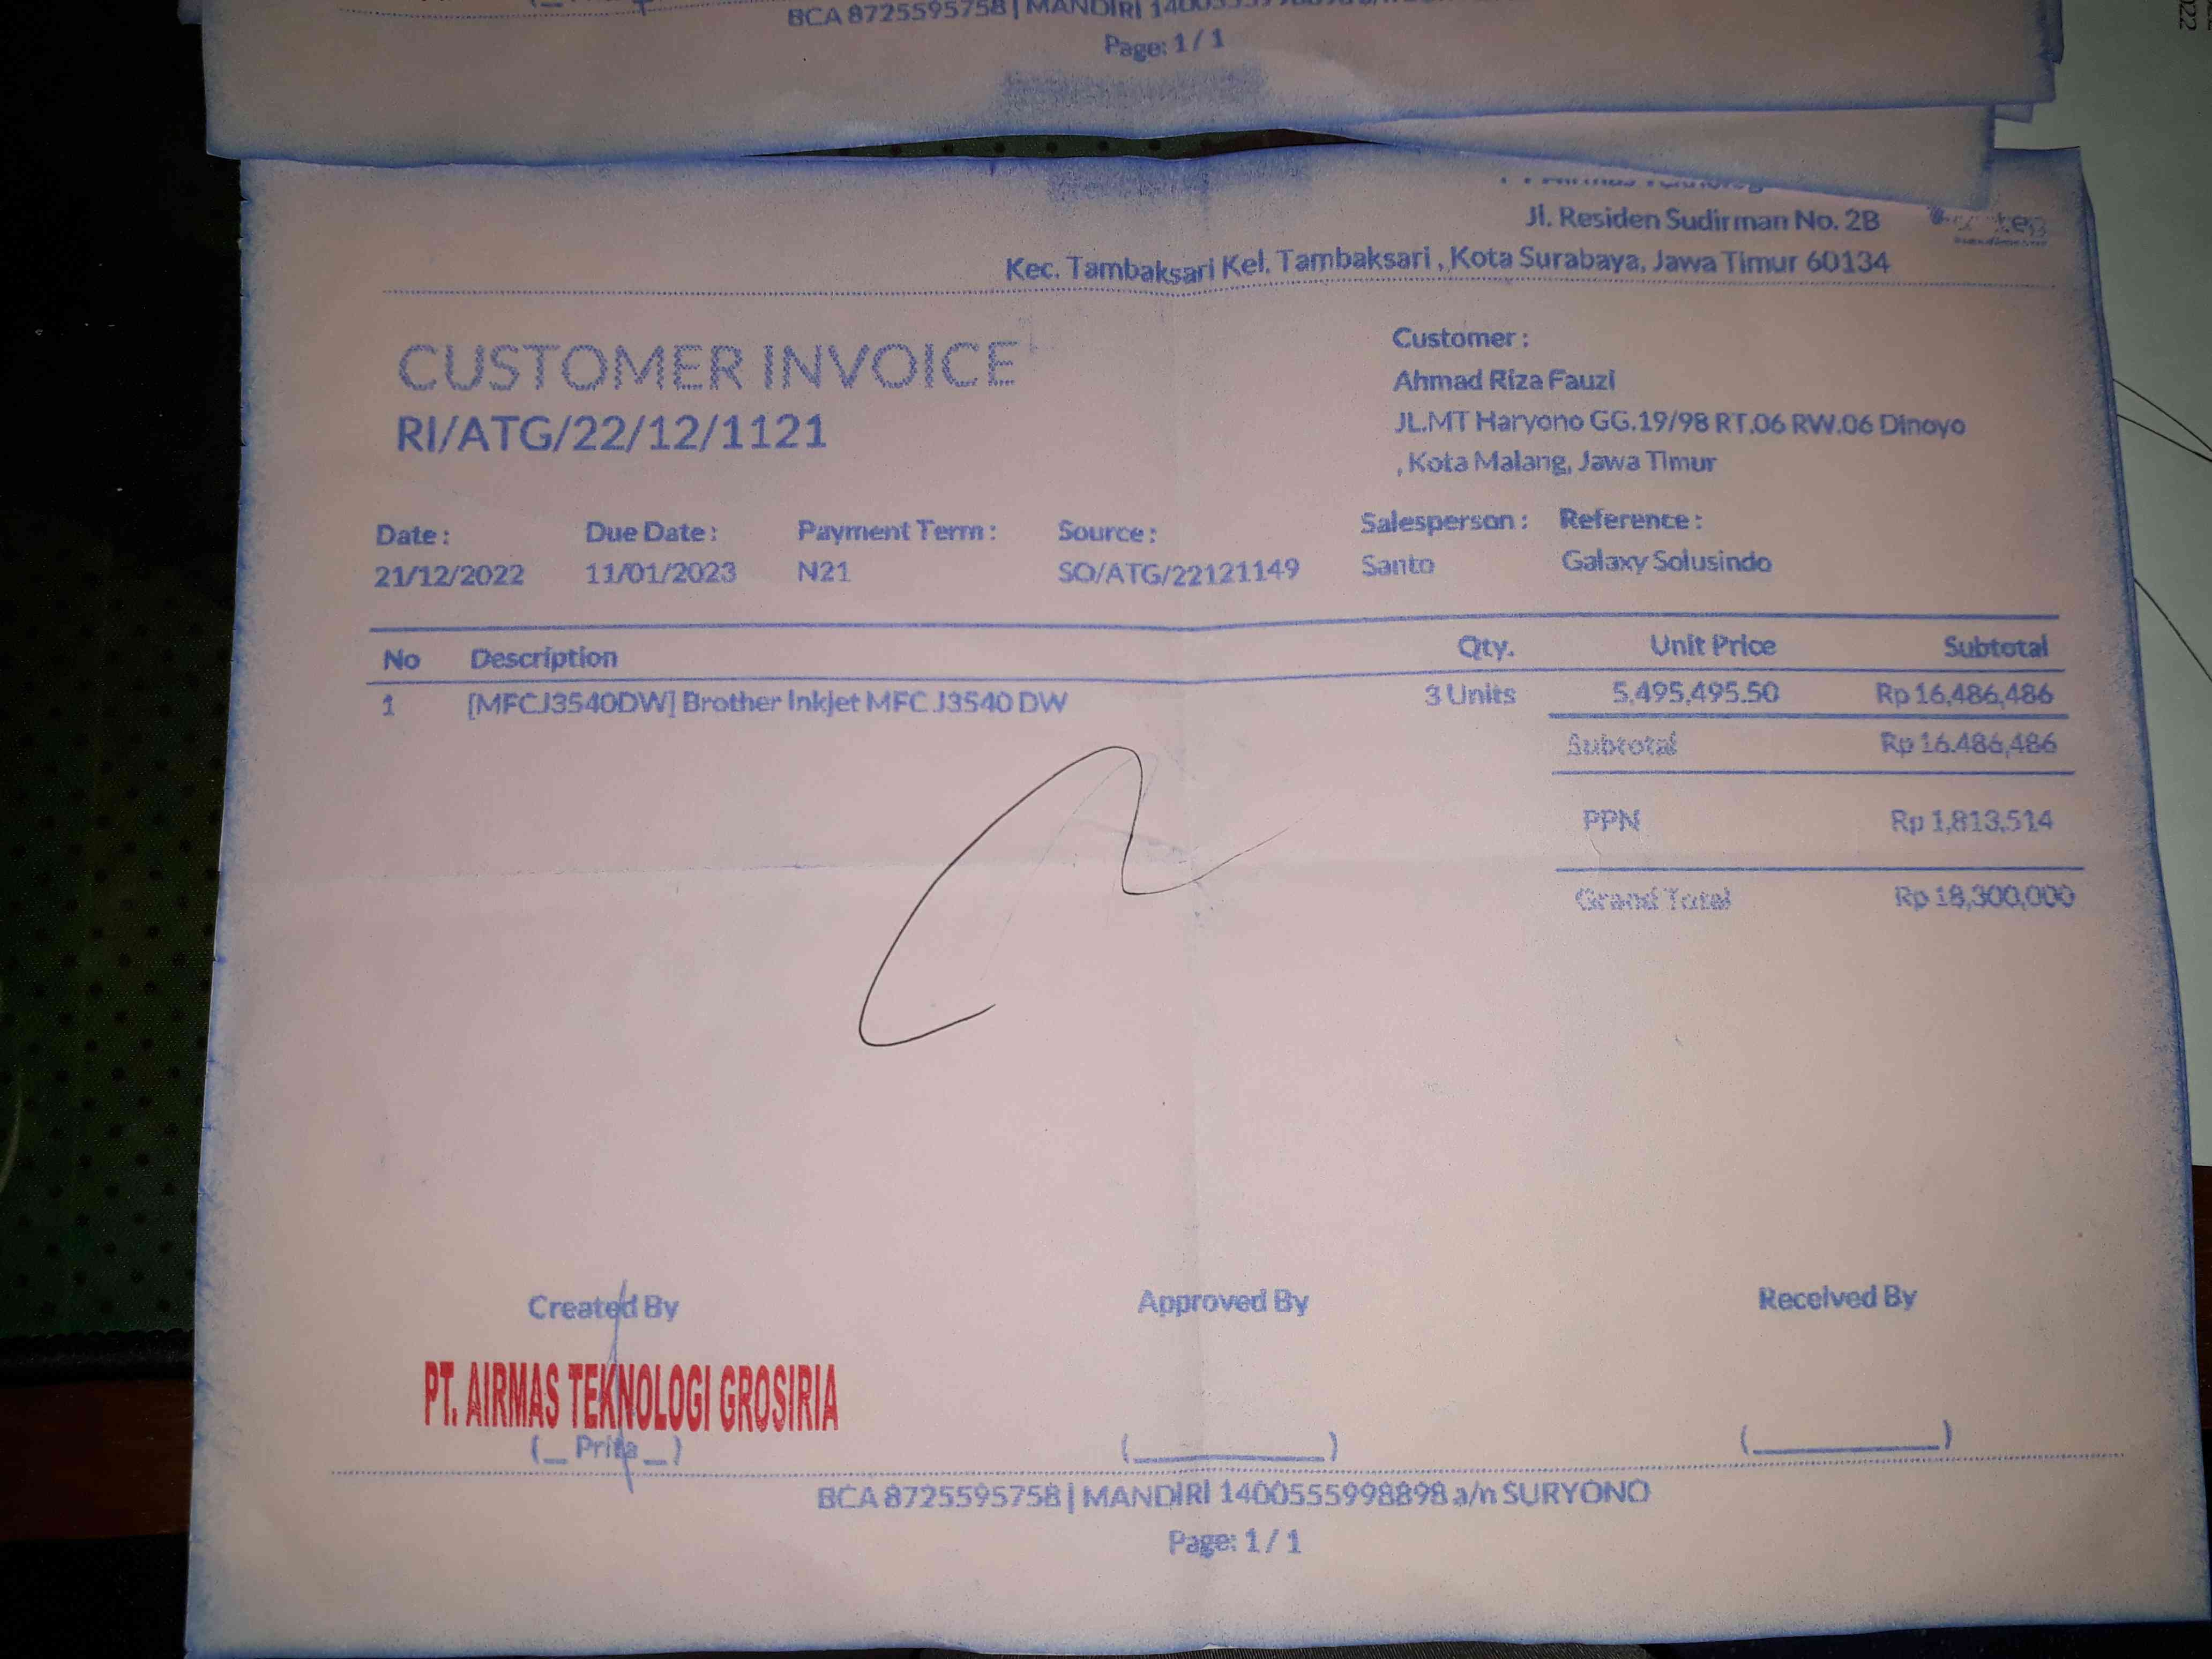 BCA 8725595758 | MANDIRI
Page: 1 / 1
Jl. Residen Sudirman No. 2B
Kec. Tambaksari Kel. Tambaksari , Kota Surabaya, Jawa Timur 60134
CUSTOMER INVOICE
RI/ATG/22/12/1121
Customer :
Ahmad Riza Fauzi
JL.MT Haryono GG.19/98 RT.06 RW.06 Dinoyo
, Kota Malang, Jawa Timur
Date : Due Date : Payment Term : Source : Salesperson : Reference :
21/12/2022 11/01/2023 N21 SO/ATG/22121149 Santo Galaxy Solusindo
No Description Qty. Unit Price Subtotal
1 [MFCJ3540DW] Brother Inkjet MFC J3540 DW 3 Units 5,495,495.50 Rp 16,486,486
Subtotal Rp 16.486,486
PPN Rp 1,813,514
Grand Total Rp 18,300,000
Created By Approved By Received By
PT. AIRMAS TEKNOLOGI GROSIRIA
(_ Prita _) (__________) (__________)
BCA 8725595758 | MANDIRI 1400555998898 a/n SURYONO
Page: 1 / 1